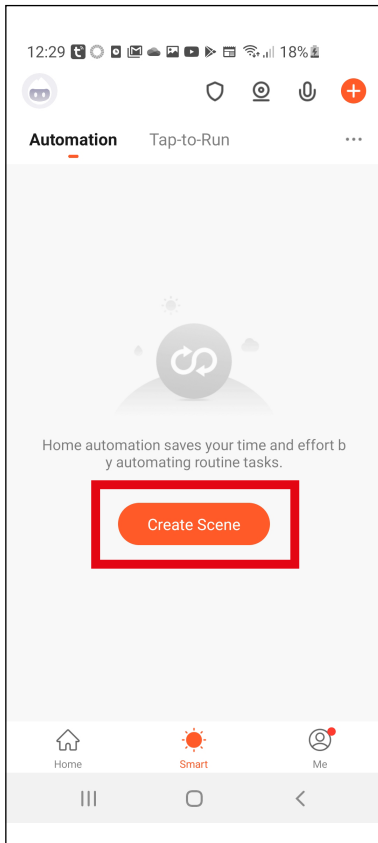 12:29 18%
Automation Tap-to-Run
Home automation saves your time and effort b
y automating routine tasks.
Create Scene
Home Smart Me